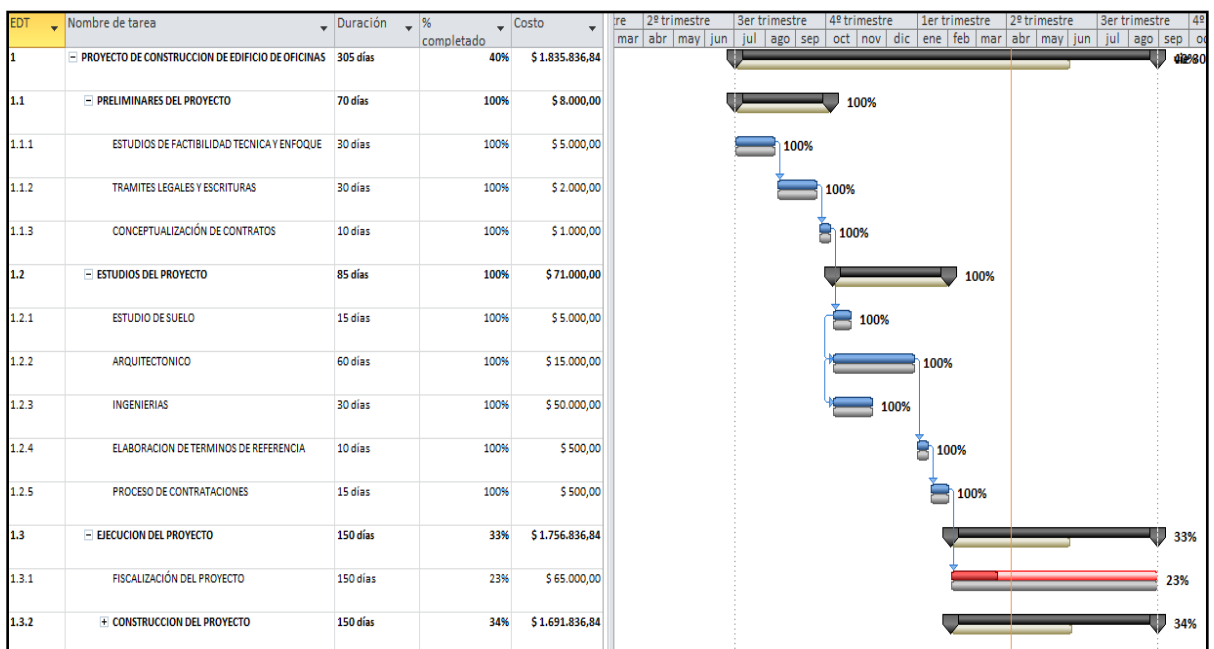 EDT Nombre de tarea Duración % completado Costo
re 2º trimestre 3er trimestre 4º trimestre 1er trimestre 2º trimestre 3er trimestre 4º
mar abr may jun jul ago sep oct nov dic ene feb mar abr may jun jul ago sep oc
1 PROYECTO DE CONSTRUCCION DE EDIFICIO DE OFICINAS 305 días 40% $ 1.835.836,84
1.1 PRELIMINARES DEL PROYECTO 70 días 100% $ 8.000,00 100%
1.1.1 ESTUDIOS DE FACTIBILIDAD TECNICA Y ENFOQUE 30 días 100% $ 5.000,00 100%
1.1.2 TRAMITES LEGALES Y ESCRITURAS 30 días 100% $ 2.000,00 100%
1.1.3 CONCEPTUALIZACIÓN DE CONTRATOS 10 días 100% $ 1.000,00 100%
1.2 ESTUDIOS DEL PROYECTO 85 días 100% $ 71.000,00 100%
1.2.1 ESTUDIO DE SUELO 15 días 100% $ 5.000,00 100%
1.2.2 ARQUITECTONICO 60 días 100% $ 15.000,00 100%
1.2.3 INGENIERIAS 30 días 100% $ 50.000,00 100%
1.2.4 ELABORACION DE TERMINOS DE REFERENCIA 10 días 100% $ 500,00 100%
1.2.5 PROCESO DE CONTRATACIONES 15 días 100% $ 500,00 100%
1.3 EJECUCION DEL PROYECTO 150 días 33% $ 1.756.836,84 33%
1.3.1 FISCALIZACIÓN DEL PROYECTO 150 días 23% $ 65.000,00 23%
1.3.2 CONSTRUCCION DEL PROYECTO 150 días 34% $ 1.691.836,84 34%